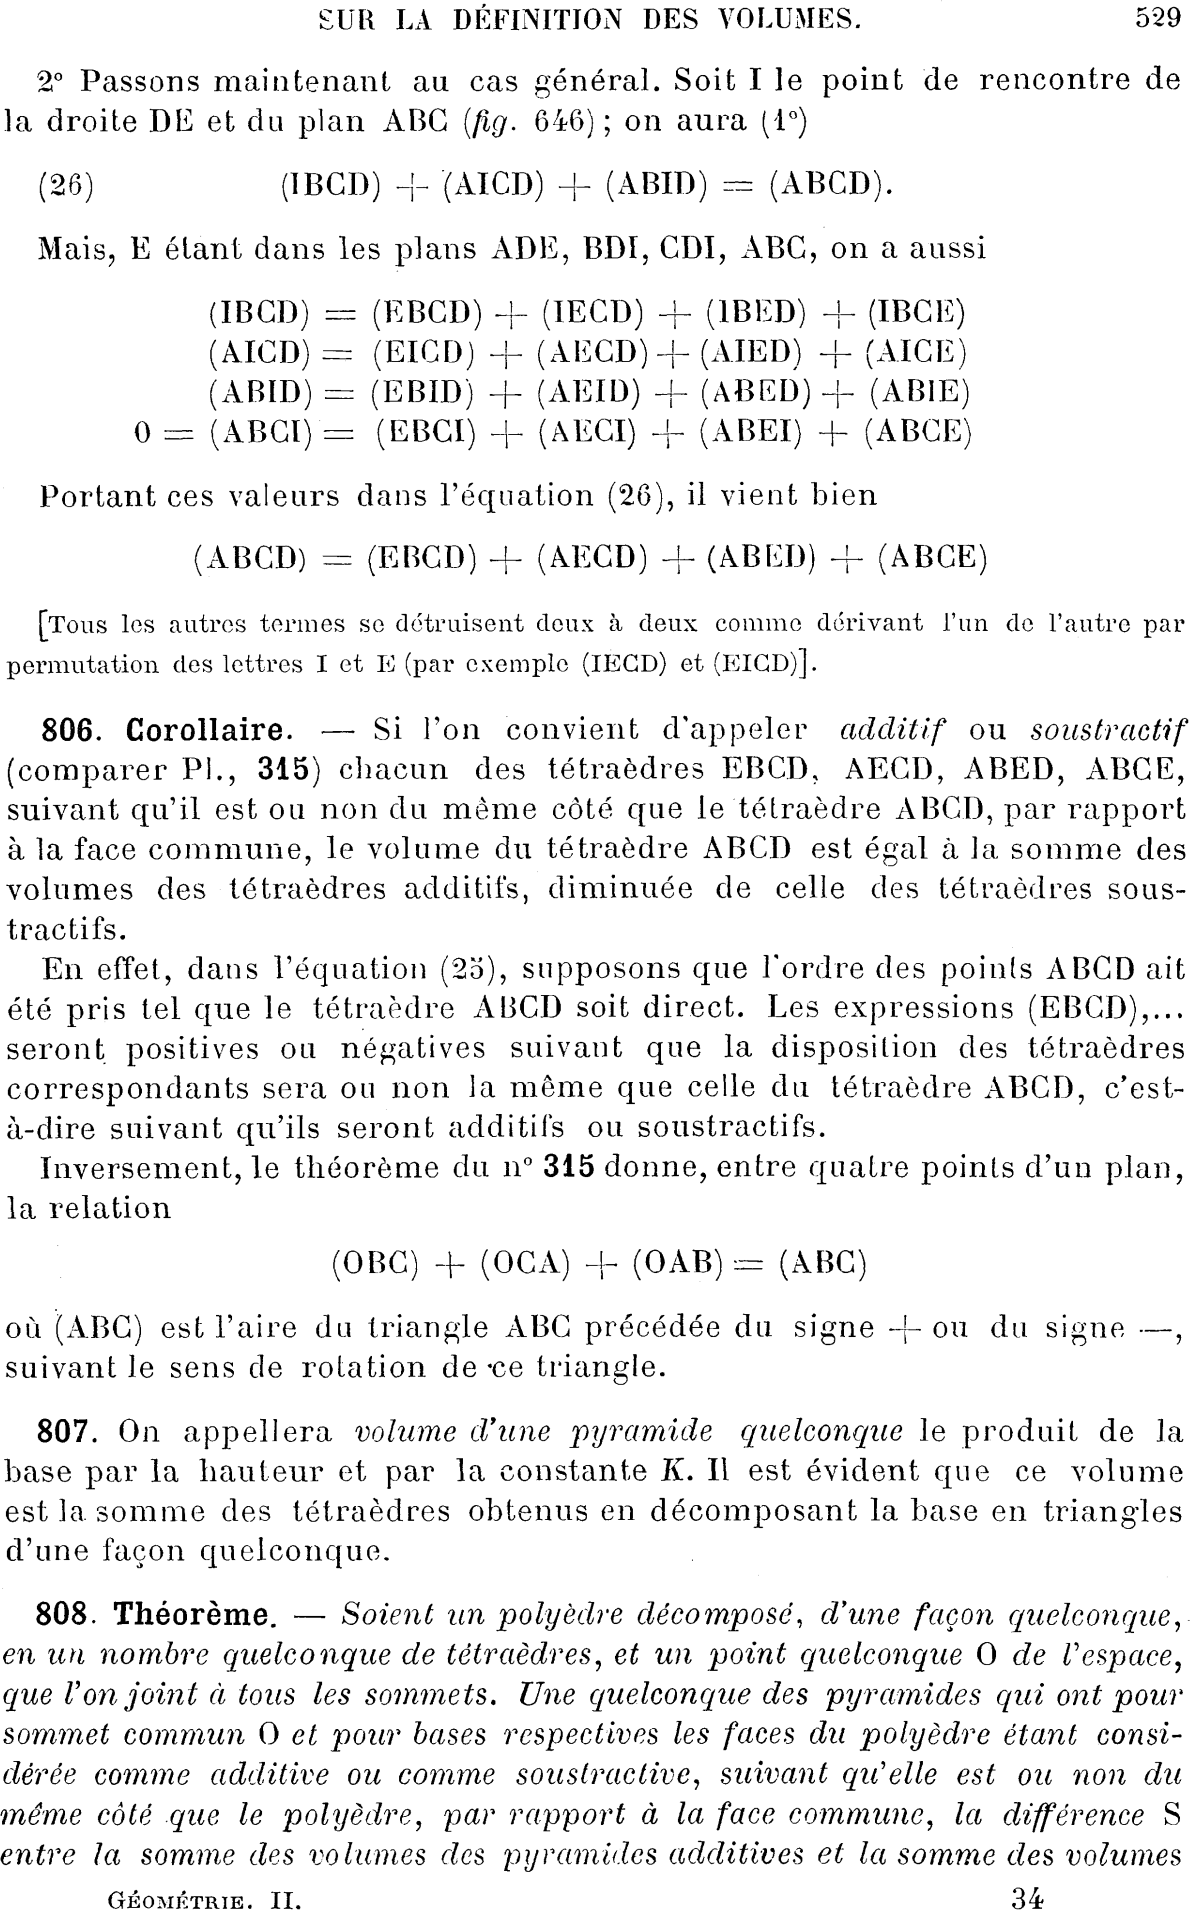 SUR LA DÉFINITION DES VOLUMES. 529
2° Passons maintenant au cas général. Soit I le point de rencontre de
la droite DE et du plan ABC (fig. 646) ; on aura (1°)
(26) (IBCD) + (AICD) + (ABID) = (ABCD).
Mais, E étant dans les plans ADE, BDI, CDI, ABC, on a aussi
(IBCD) = (EBCD) + (IECD) + (IBED) + (IBCE)
(AICD) = (EICD) + (AECD) + (AIED) + (AICE)
(ABID) = (EBID) + (AEID) + (ABED) + (ABIE)
0 = (ABCI) = (EBCI) + (AECI) + (ABEI) + (ABCE)
Portant ces valeurs dans l'équation (26), il vient bien
(ABCD) = (EBCD) + (AECD) + (ABED) + (ABCE)
[Tous les autres termes se détruisent deux à deux comme dérivant l'un de l'autre par
permutation des lettres I et E (par exemple (IECD) et (EICD)].
806. Corollaire. — Si l'on convient d'appeler additif ou soustractif
(comparer Pl., 315) chacun des tétraèdres EBCD, AECD, ABED, ABCE,
suivant qu'il est ou non du même côté que le tétraèdre ABCD, par rapport
à la face commune, le volume du tétraèdre ABCD est égal à la somme des
volumes des tétraèdres additifs, diminuée de celle des tétraèdres sous-
tractifs.
En effet, dans l'équation (25), supposons que l'ordre des points ABCD ait
été pris tel que le tétraèdre ABCD soit direct. Les expressions (EBCD),...
seront positives ou négatives suivant que la disposition des tétraèdres
correspondants sera ou non la même que celle du tétraèdre ABCD, c'est-
à-dire suivant qu'ils seront additifs ou soustractifs.
Inversement, le théorème du n° 315 donne, entre quatre points d'un plan,
la relation
(OBC) + (OCA) + (OAB) = (ABC)
où (ABC) est l'aire du triangle ABC précédée du signe + ou du signe —,
suivant le sens de rotation de ce triangle.
807. On appellera volume d'une pyramide quelconque le produit de la
base par la hauteur et par la constante K. Il est évident que ce volume
est la somme des tétraèdres obtenus en décomposant la base en triangles
d'une façon quelconque.
808. Théorème. — Soient un polyèdre décomposé, d'une façon quelconque,
en un nombre quelconque de tétraèdres, et un point quelconque O de l'espace,
que l'on joint à tous les sommets. Une quelconque des pyramides qui ont pour
sommet commun O et pour bases respectives les faces du polyèdre étant consi-
dérée comme additive ou comme soustractive, suivant qu'elle est ou non du
même côté que le polyèdre, par rapport à la face commune, la différence S
entre la somme des volumes des pyramides additives et la somme des volumes
GÉOMÉTRIE. II. 34